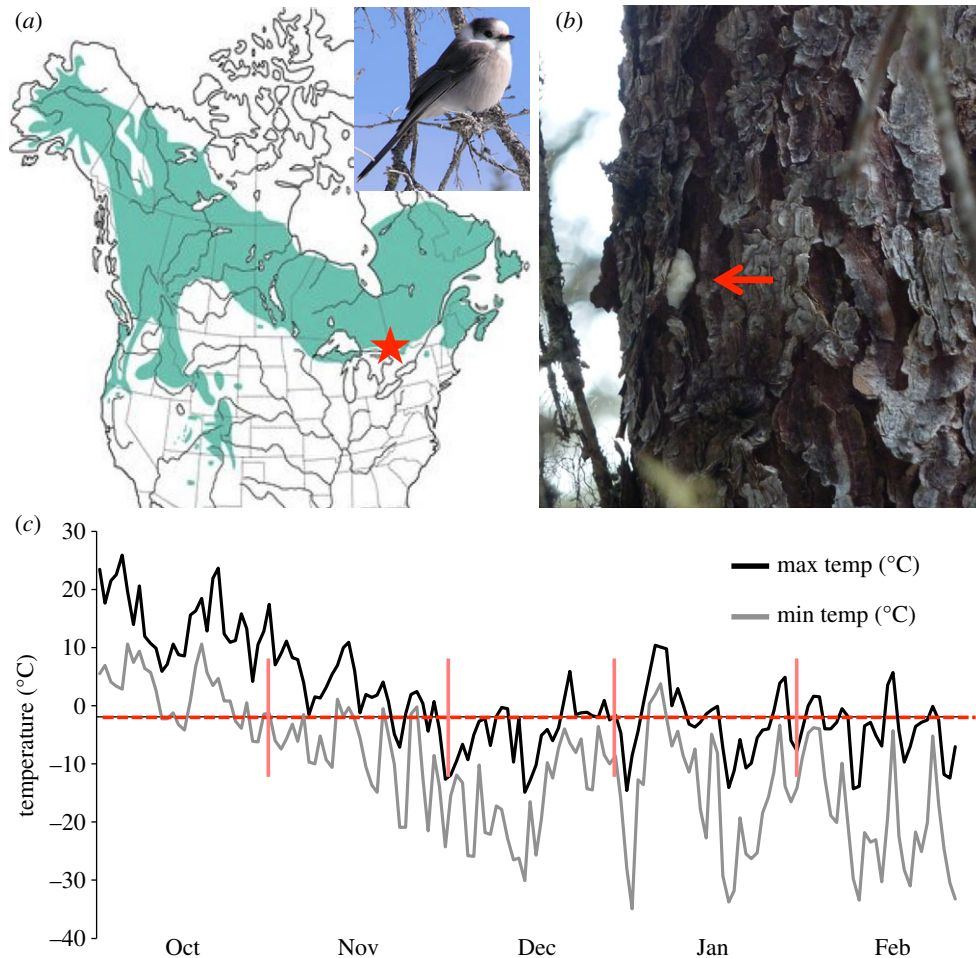 (a)
(b)
(c)
30
20
10
0
–10
–20
–30
–40
temperature (°C)
max temp (°C)
min temp (°C)
Oct Nov Dec Jan Feb